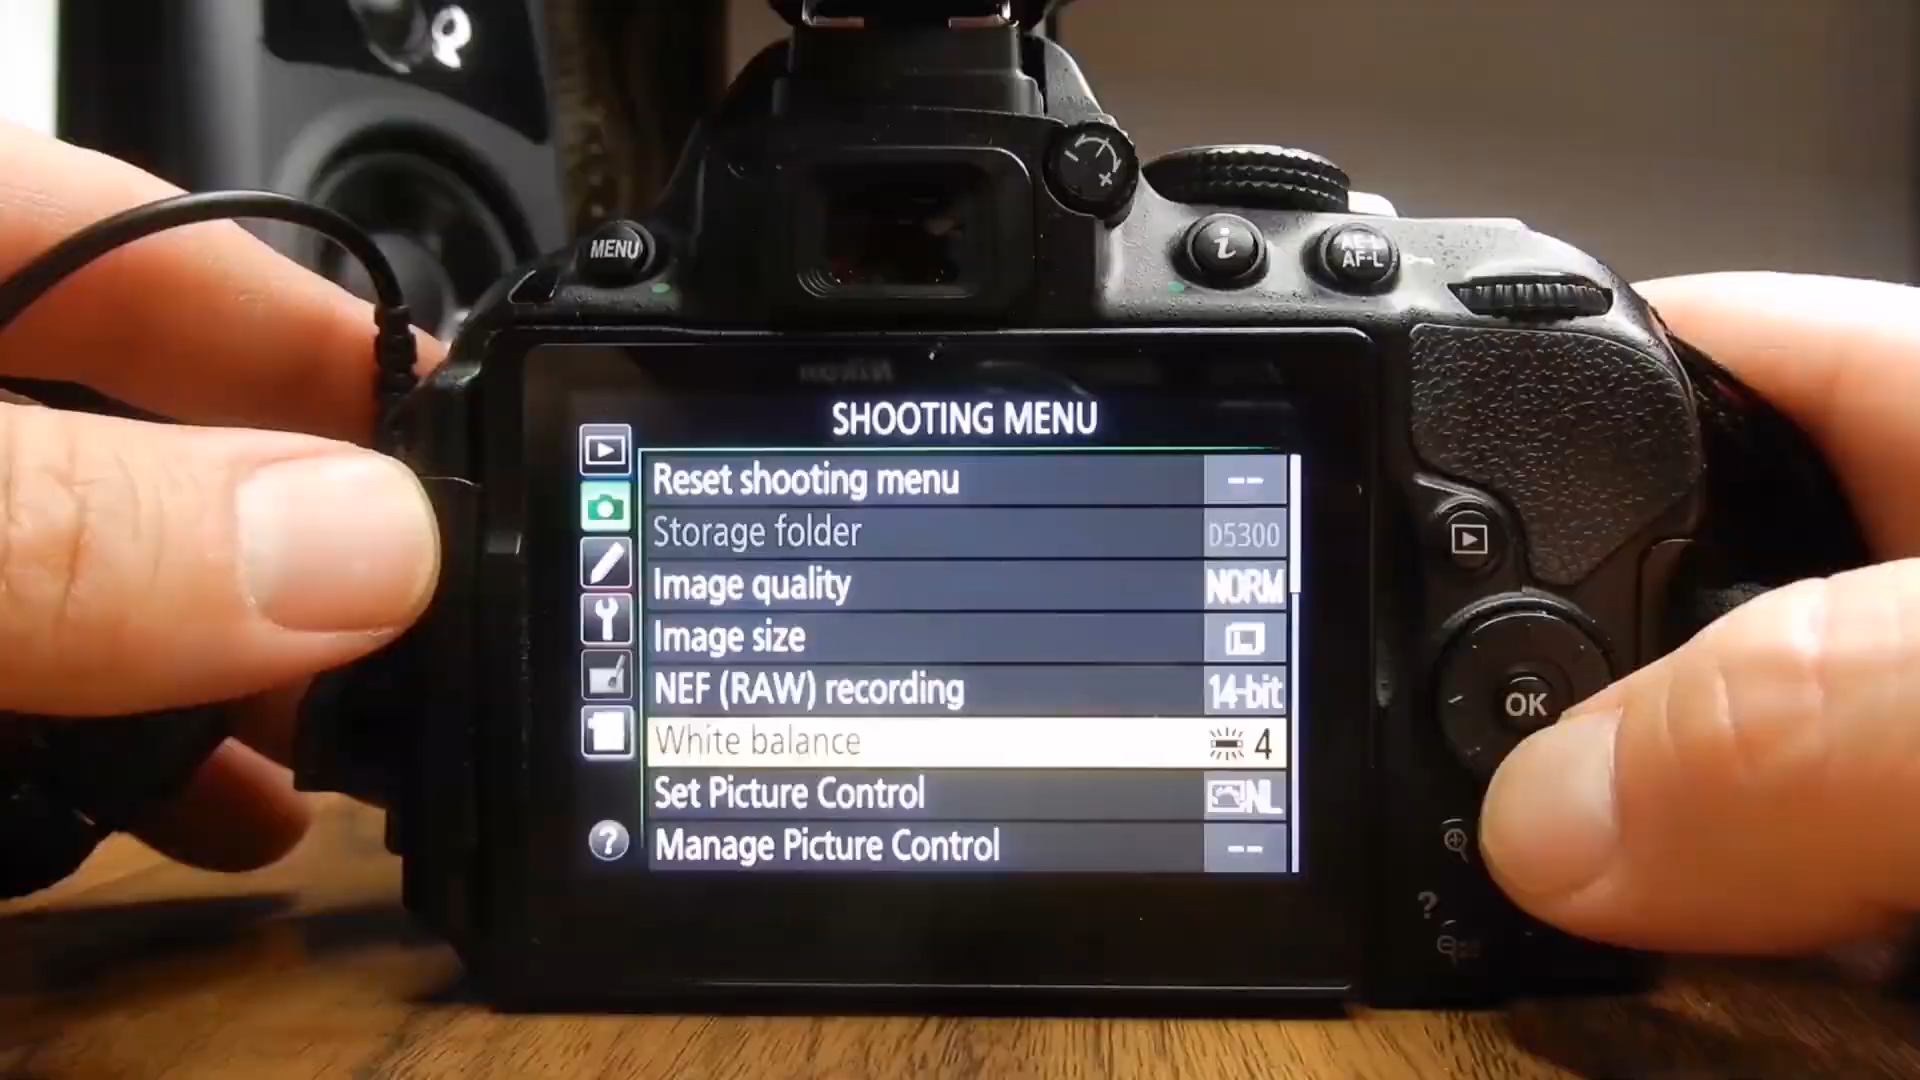 MENU
i
AE-L
AF-L
SHOOTING MENU
Reset shooting menu --
Storage folder D5300
Image quality NORM
Image size L
NEF (RAW) recording 14-bit
White balance 4
Set Picture Control NL
Manage Picture Control --
?
OK
?